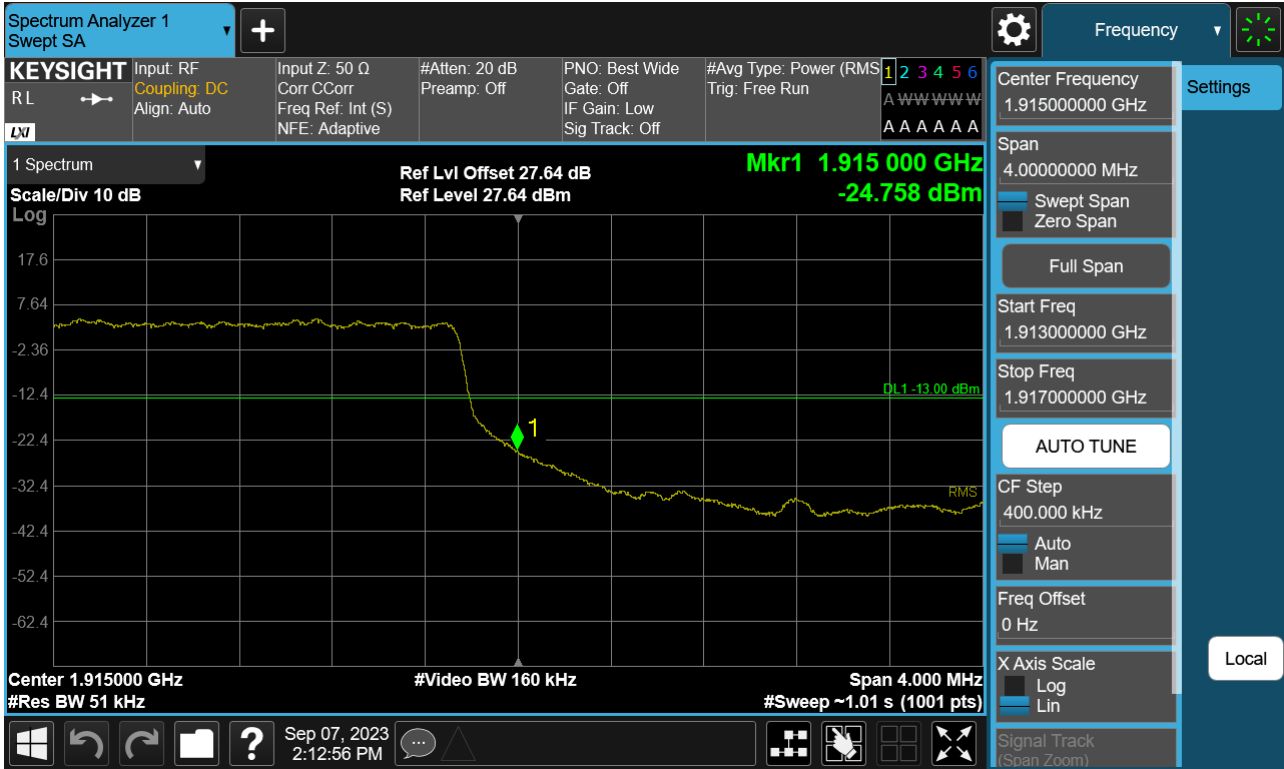 Spectrum Analyzer 1
Swept SA
Frequency
KEYSIGHT
R L
LXI
Input: RF
Coupling: DC
Align: Auto
Input Z: 50 Ω
Corr CCorr
Freq Ref: Int (S)
NFE: Adaptive
#Atten: 20 dB
Preamp: Off
PNO: Best Wide
Gate: Off
IF Gain: Low
Sig Track: Off
#Avg Type: Power (RMS
Trig: Free Run
1 2 3 4 5 6
A W W W W W
A A A A A A
1 Spectrum
Scale/Div 10 dB
Log
Ref Lvl Offset 27.64 dB
Ref Level 27.64 dBm
Mkr1 1.915 000 GHz
-24.758 dBm
17.6
7.64
-2.36
-12.4
-22.4
-32.4
-42.4
-52.4
-62.4
DL1 -13.00 dBm
1
RMS
Center 1.915000 GHz
#Res BW 51 kHz
#Video BW 160 kHz
Span 4.000 MHz
#Sweep ~1.01 s (1001 pts)
Center Frequency
1.915000000 GHz
Span
4.00000000 MHz
Swept Span
Zero Span
Full Span
Start Freq
1.913000000 GHz
Stop Freq
1.917000000 GHz
AUTO TUNE
CF Step
400.000 kHz
Auto
Man
Freq Offset
0 Hz
X Axis Scale
Log
Lin
Signal Track
(Span Zoom)
Settings
Local
?
Sep 07, 2023
2:12:56 PM